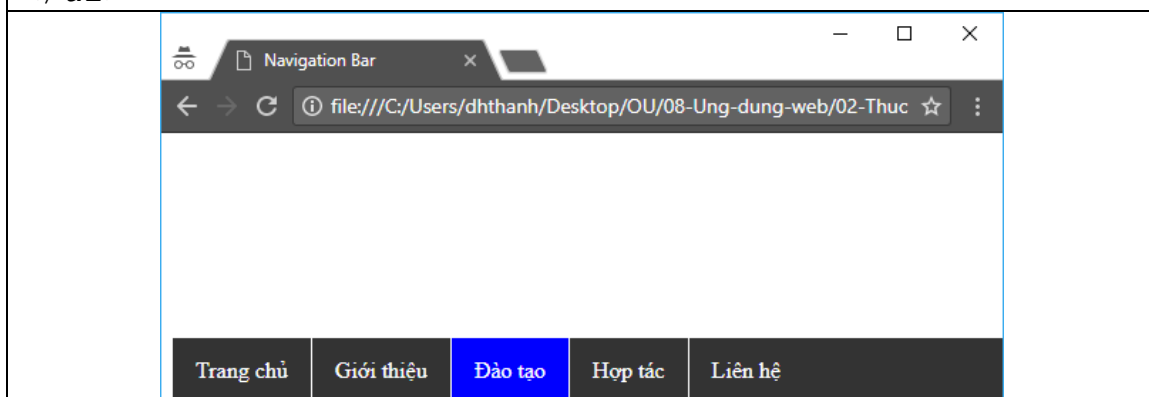 Navigation Bar
file:///C:/Users/dhthanh/Desktop/OU/08-Ung-dung-web/02-Thuc
Trang chủ Giới thiệu Đào tạo Hợp tác Liên hệ